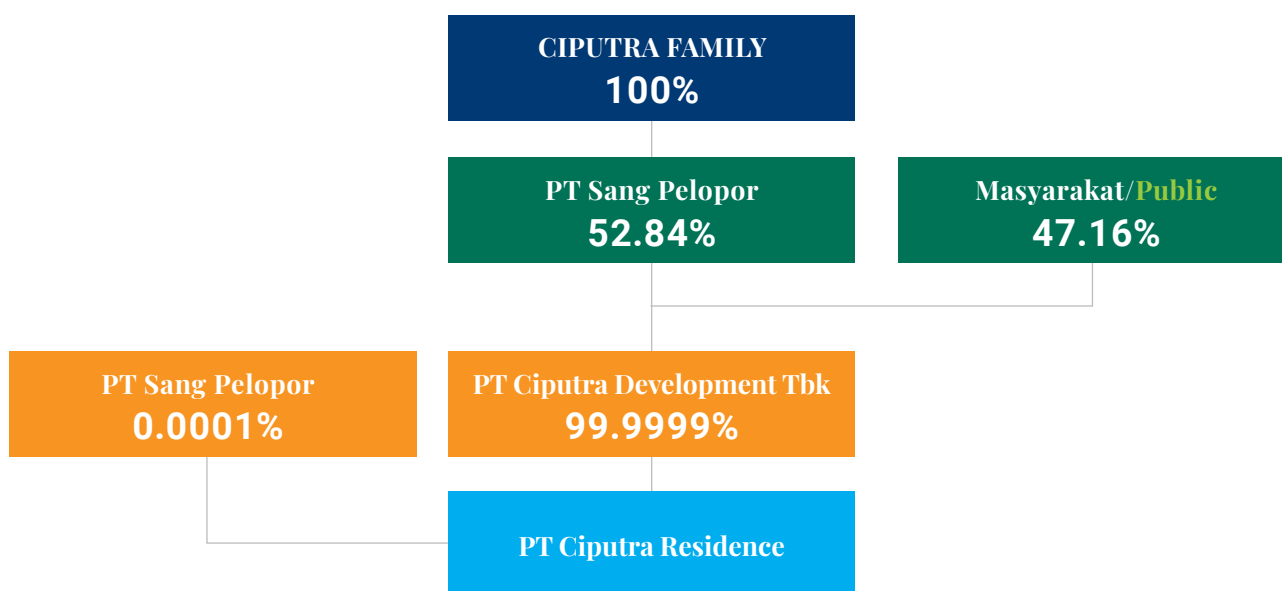 CIPUTRA FAMILY
100%
PT Sang Pelopor
52.84%
Masyarakat/Public
47.16%
PT Sang Pelopor
0.0001%
PT Ciputra Development Tbk
99.9999%
PT Ciputra Residence